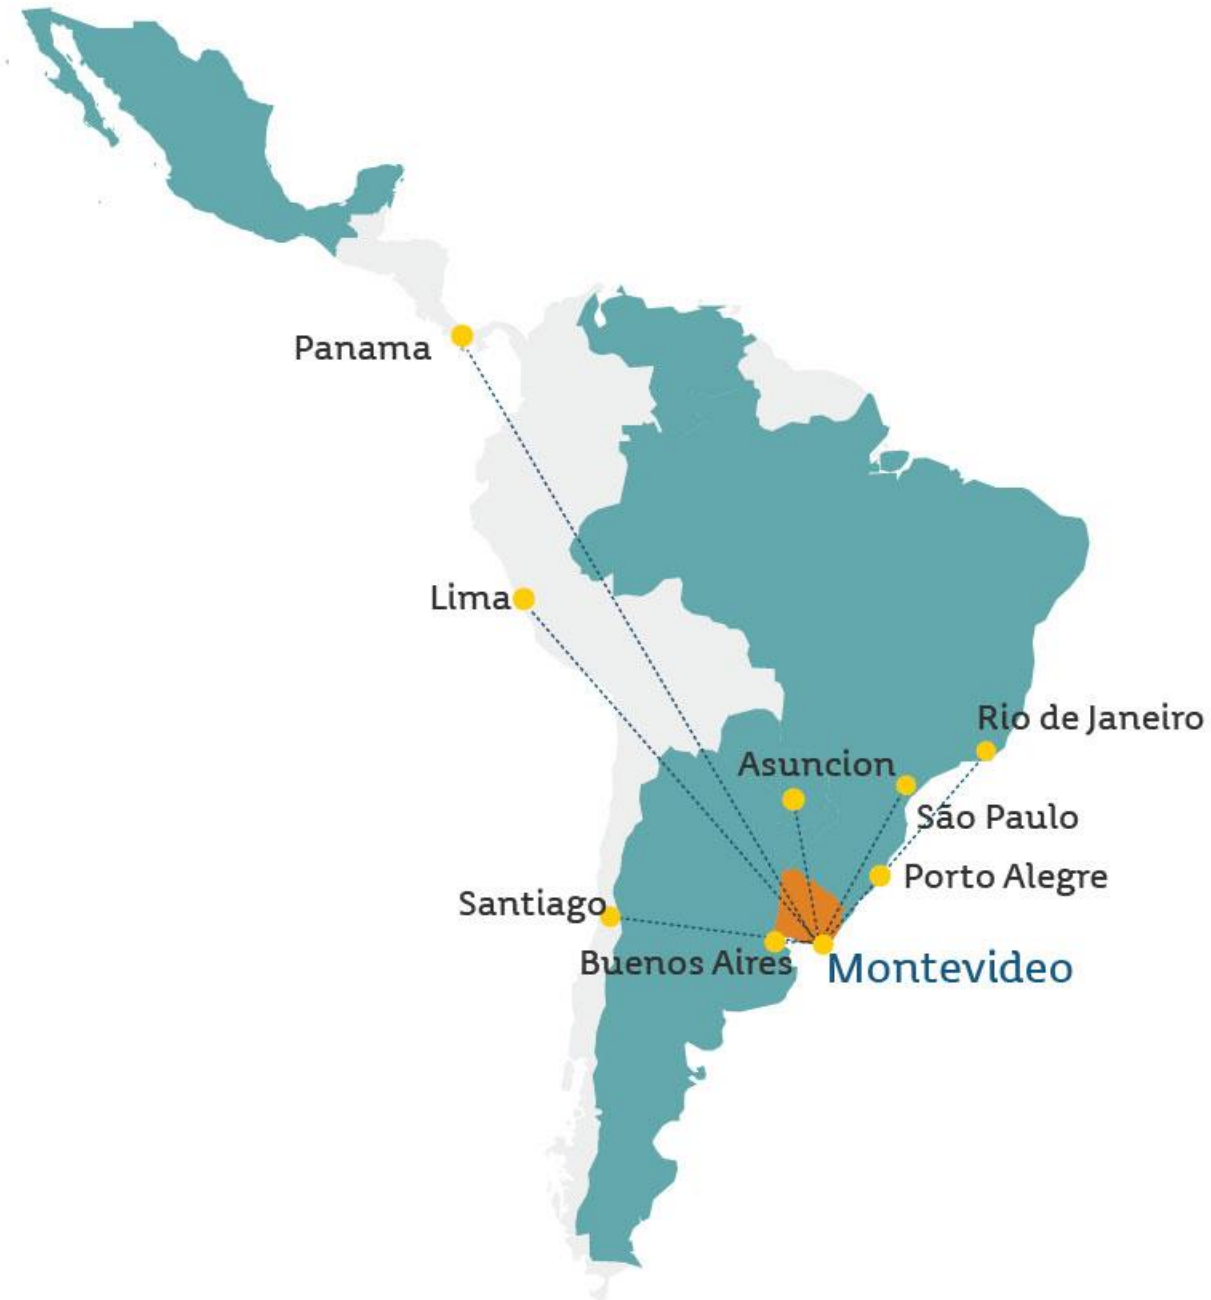 Panama
Lima
Rio de Janeiro
Asuncion
São Paulo
Porto Alegre
Santiago
Buenos Aires
Montevideo